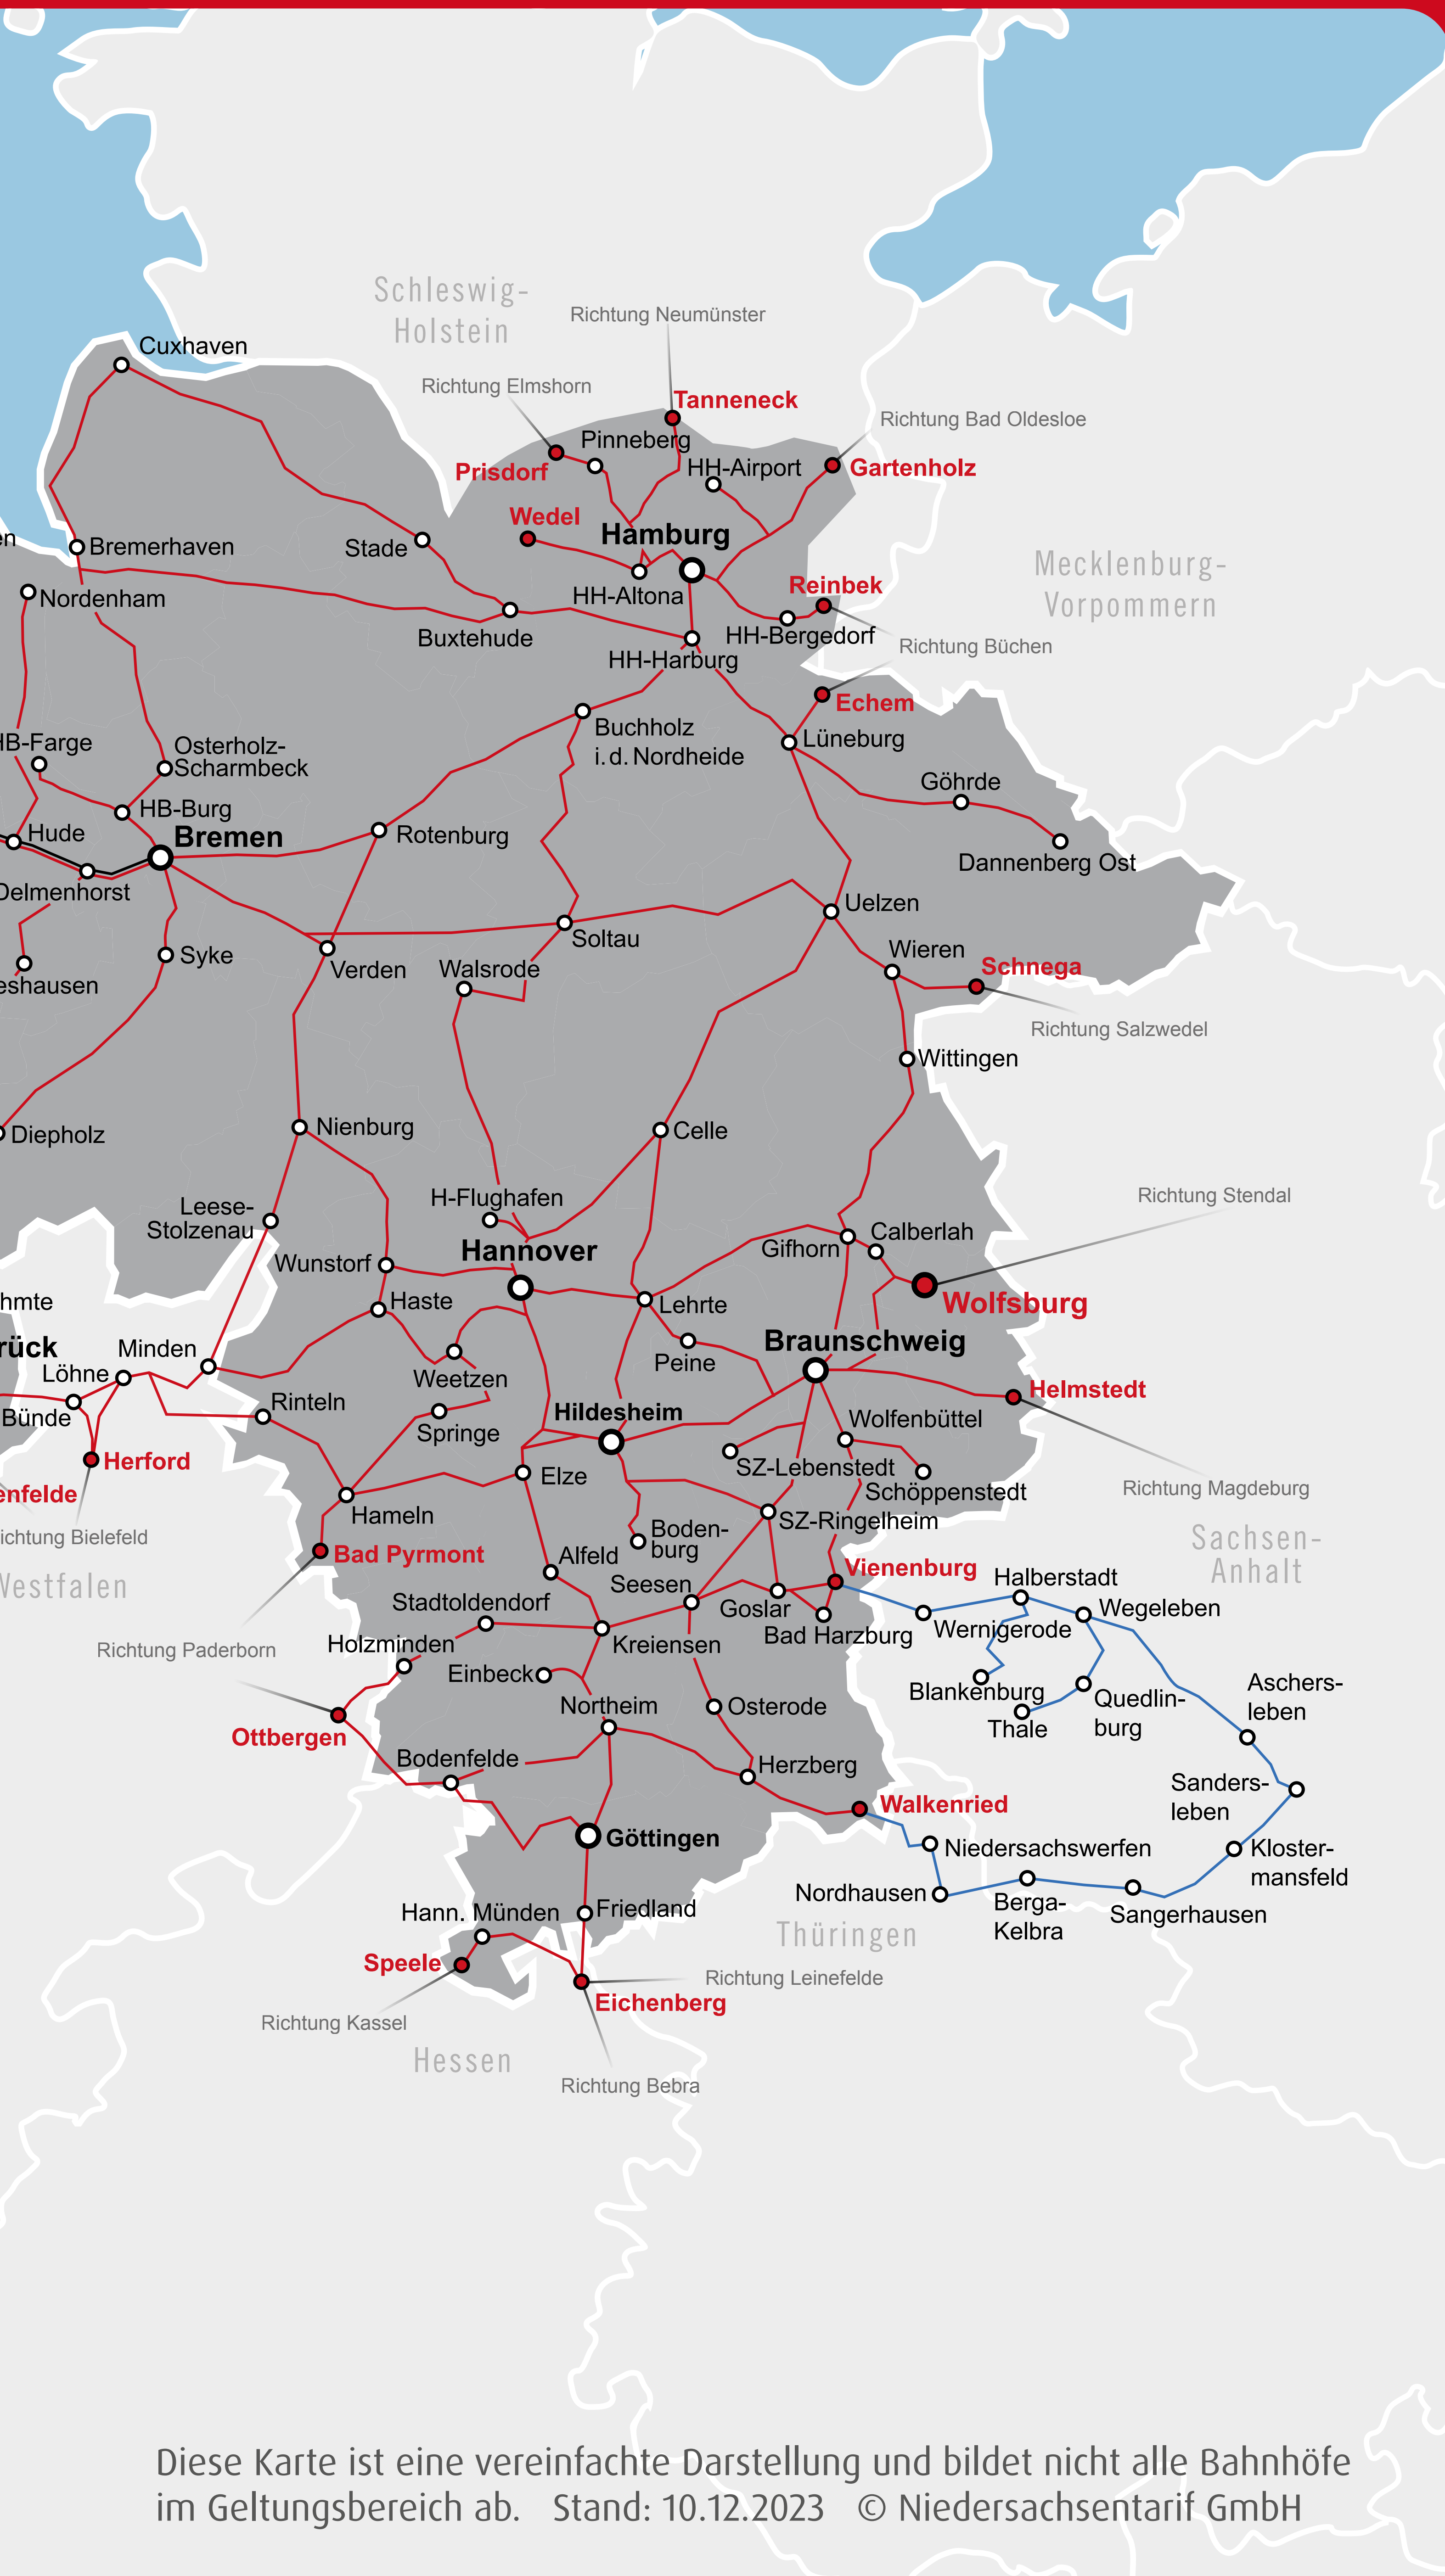 Schleswig-
Holstein
Richtung Neumünster
Cuxhaven
Richtung Elmshorn
Tanneneck
Richtung Bad Oldesloe
Pinneberg
Prisdorf
HH-Airport
Gartenholz
Wedel
Hamburg
en
Bremerhaven
Stade
Mecklenburg-
Vorpommern
Nordenham
HH-Altona
Reinbek
Buxtehude
HH-Bergedorf
Richtung Büchen
HH-Harburg
Echem
Buchholz
i.d. Nordheide
Lüneburg
HB-Farge
Osterholz-
Scharmbeck
Göhrde
HB-Burg
Hude
Bremen
Rotenburg
Dannenberg Ost
Delmenhorst
Uelzen
Soltau
Syke
Verden
Walsrode
Wieren
Schnega
eshausen
Richtung Salzwedel
Wittingen
Diepholz
Nienburg
Celle
Leese-
Stolzenau
H-Flughafen
Richtung Stendal
Wunstorf
Hannover
Gifhorn
Calberlah
hmte
Haste
Lehrte
Wolfsburg
rück
Minden
Braunschweig
Löhne
Weetzen
Peine
Bünde
Rinteln
Springe
Hildesheim
Helmstedt
Wolfenbüttel
Herford
Elze
SZ-Lebenstedt
Schöppenstedt
Richtung Magdeburg
enfelde
Hameln
SZ-Ringelheim
ichtung Bielefeld
Boden-
burg
Sachsen-
Anhalt
Bad Pyrmont
Alfeld
Vienenburg
Westfalen
Seesen
Halberstadt
Stadtoldendorf
Goslar
Wegeleben
Richtung Paderborn
Holzminden
Kreiensen
Bad Harzburg
Wernigerode
Einbeck
Blankenburg
Quedlin-
burg
Aschers-
leben
Northeim
Osterode
Thale
Ottbergen
Bodenfelde
Herzberg
Sanders-
leben
Walkenried
Göttingen
Niedersachswerfen
Kloster-
mansfeld
Nordhausen
Berga-
Kelbra
Sangerhausen
Hann. Münden
Friedland
Thüringen
Speele
Richtung Leinefelde
Eichenberg
Richtung Kassel
Hessen
Richtung Bebra
Diese Karte ist eine vereinfachte Darstellung und bildet nicht alle Bahnhöfe
im Geltungsbereich ab. Stand: 10.12.2023 © Niedersachsentarif GmbH